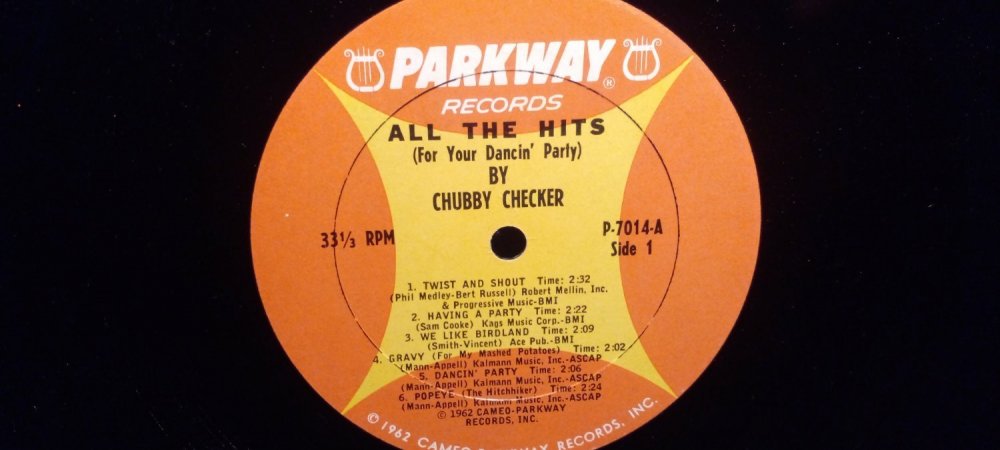 PARKWAY ®
RECORDS
ALL THE HITS
(For Your Dancin' Party)
BY
CHUBBY CHECKER
33⅓ RPM
P-7014-A
Side 1
1. TWIST AND SHOUT Time: 2:32
(Phil Medley-Bert Russell) Robert Mellin, Inc.
& Progressive Music-BMI
2. HAVING A PARTY Time: 2:22
(Sam Cooke) Kags Music Corp.-BMI
3. WE LIKE BIRDLAND Time: 2:09
(Smith-Vincent) Ace Pub.-BMI
4. GRAVY (For My Mashed Potatoes) Time: 2:02
(Mann-Appell) Kalmann Music, Inc.-ASCAP
5. DANCIN' PARTY Time: 2:06
(Mann-Appell) Kalmann Music, Inc.-ASCAP
6. POPEYE (The Hitchhiker) Time: 2:24
(Mann-Appell) Kalmann Music, Inc.-ASCAP
© 1962 CAMEO-PARKWAY
RECORDS, INC.
© 1962 CAMEO-PARKWAY RECORDS, INC.